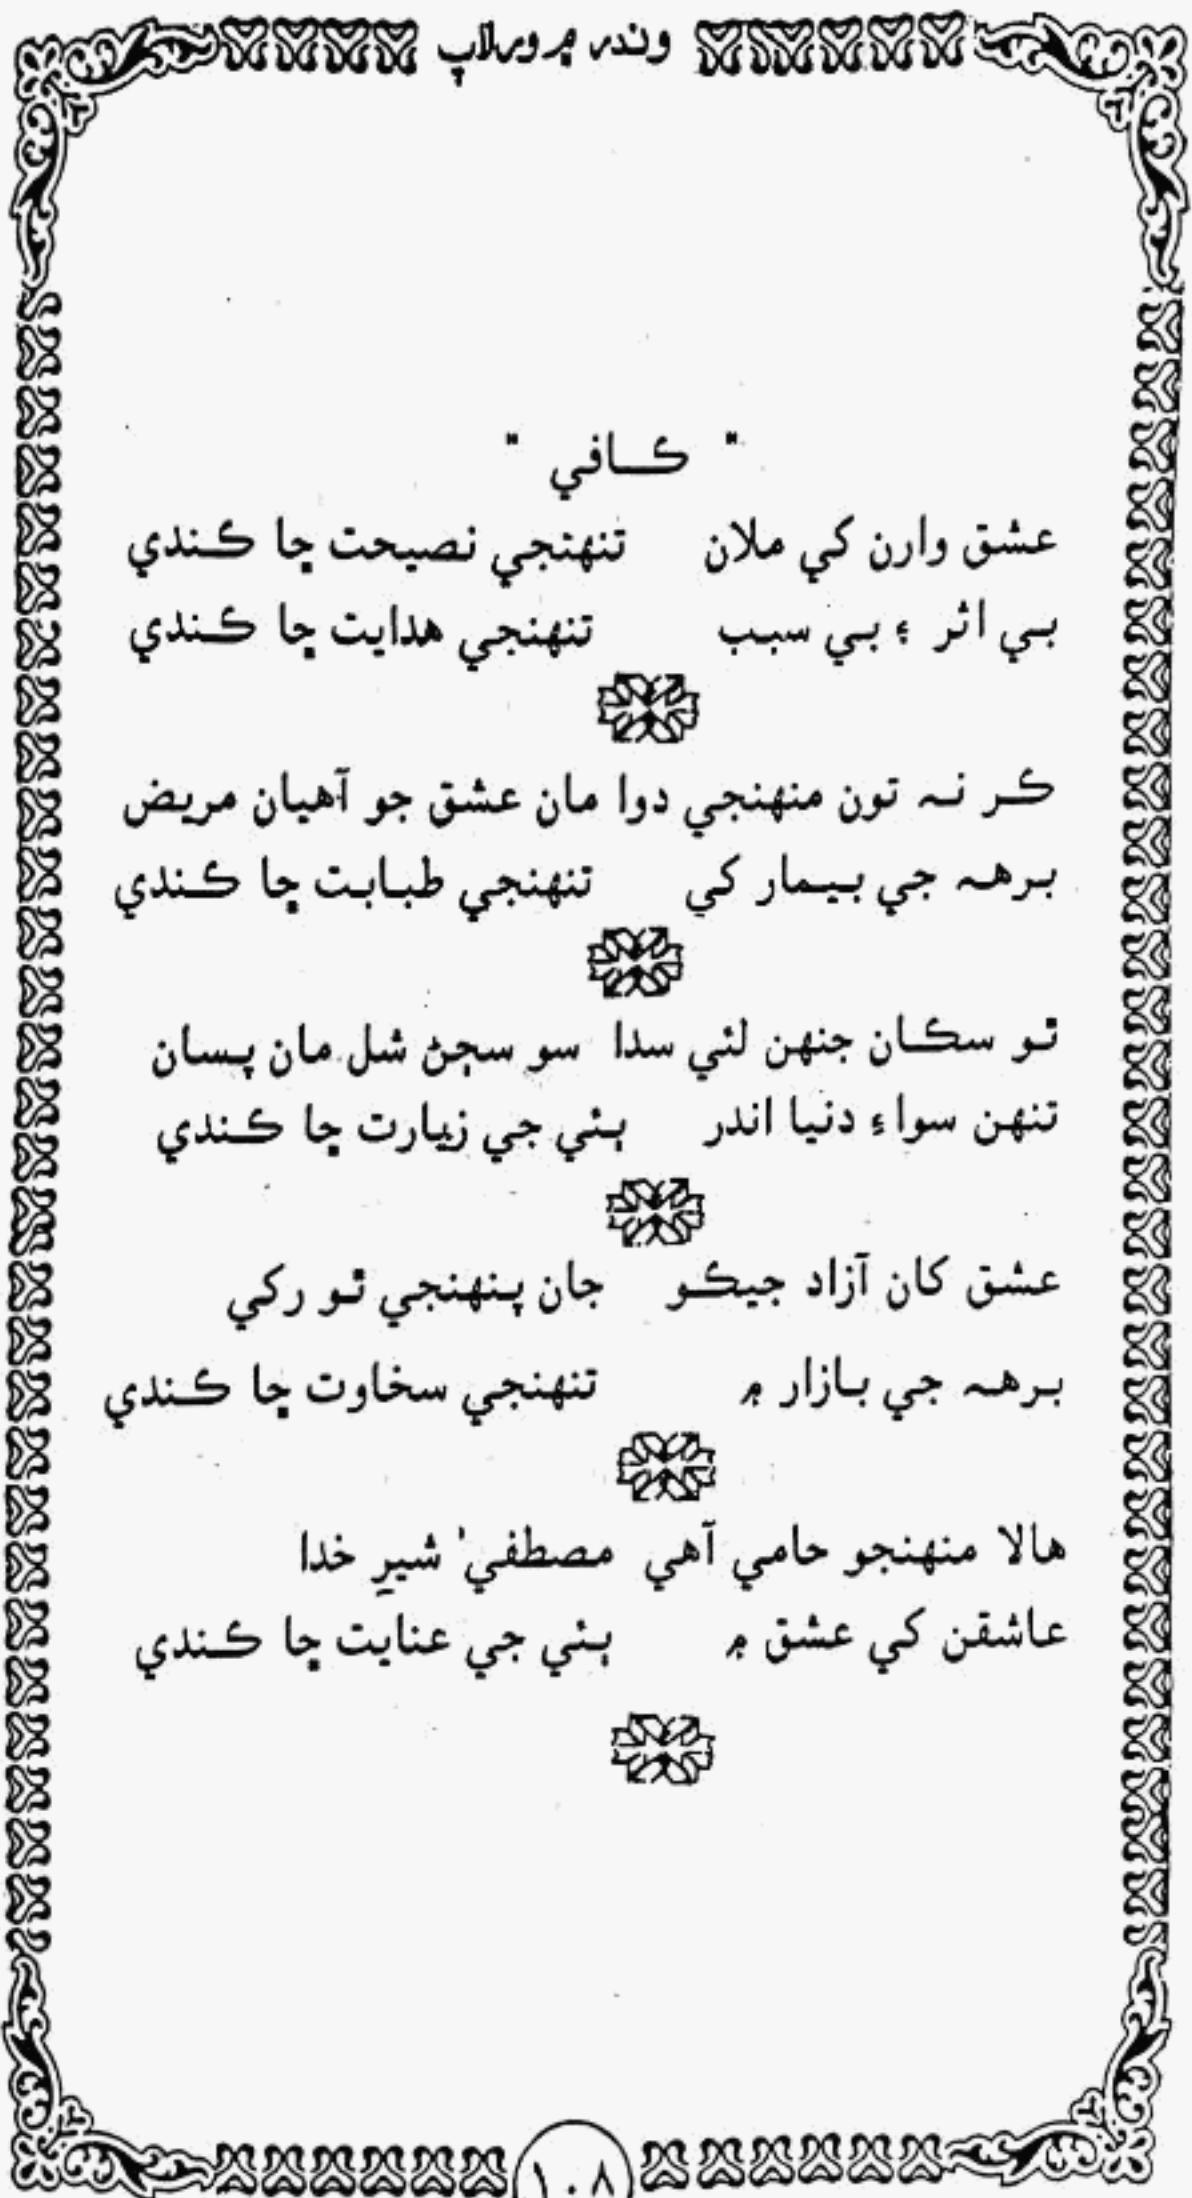 وندر ۾ ورلاپ
" ڪافي "
عشق وارن کي ملان تنهنجي نصيحت ڇا ڪندي
بي اثر ۽ بي سبب تنهنجي هدايت ڇا ڪندي
ڪر نہ تون منهنجي دوا مان عشق جو آهيان مريض
برهہ جي بيمار کي تنهنجي طبابت ڇا ڪندي
ٿو سڪان جنهن لئي سدا سو سڄڻ شل مان پسان
تنهن سواءِ دنيا اندر ٻئي جي زيارت ڇا ڪندي
عشق کان آزاد جيڪو جان پنهنجي ٿو رکي
برهہ جي بازار ۾ تنهنجي سخاوت ڇا ڪندي
هالا منهنجو حامي آهي مصطفيٰ شيرِ خدا
عاشقن کي عشق ۾ ٻئي جي عنايت ڇا ڪندي
١٠٨